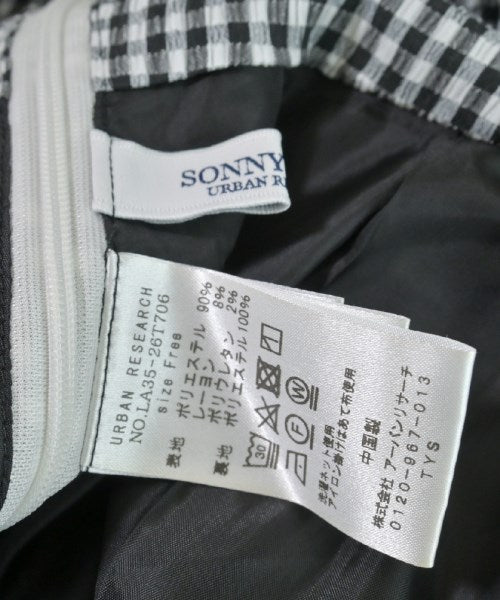 SONNY
URBAN R
URBAN RESEARCH
NO.LA35-26T706
size Free
表地 ポリエステル 90%
レーヨン 8%
ポリウレタン 2%
裏地 ポリエステル 100%
30
W
F
洗濯ネット使用
アイロン掛けはあて布使用
中国製
株式会社 アーバンリサーチ
0120-967-013
TYS